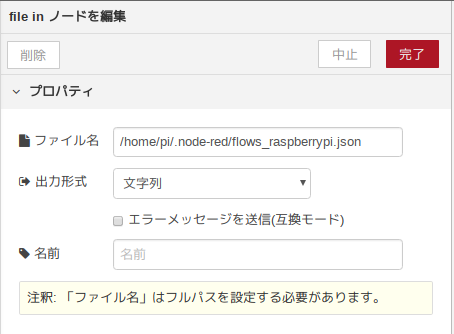 file in ノードを編集
削除 中止 完了
プロパティ
ファイル名 /home/pi/.node-red/flows_raspberrypi.json
出力形式 文字列
エラーメッセージを送信(互換モード)
名前 名前
注釈: 「ファイル名」はフルパスを設定する必要があります。